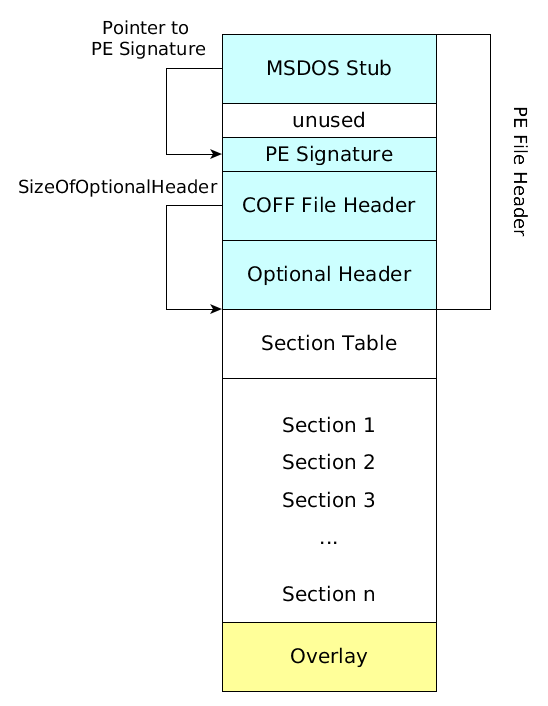 Pointer to
PE Signature
MSDOS Stub
unused
PE Signature
SizeOfOptionalHeader
COFF File Header
Optional Header
PE File Header
Section Table
Section 1
Section 2
Section 3
...
Section n
Overlay